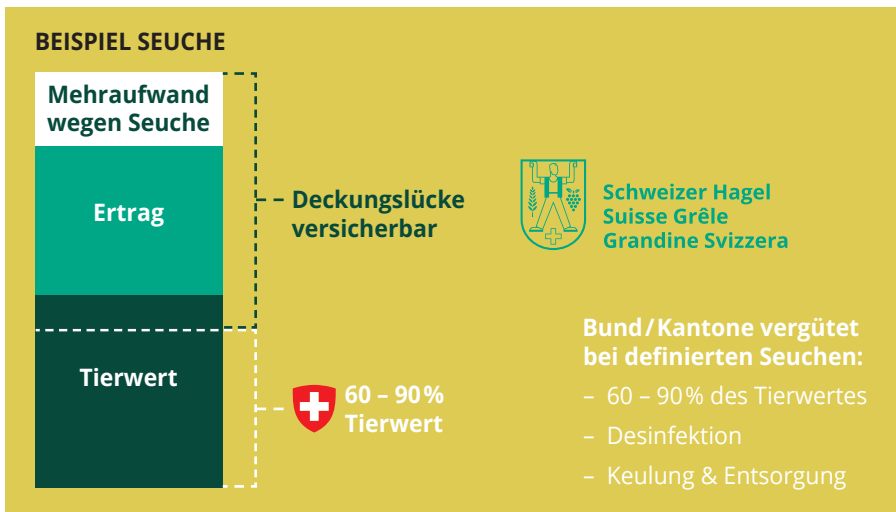 BEISPIEL SEUCHE
Mehraufwand
wegen Seuche
Ertrag
Tierwert
Deckungslücke
versicherbar
60 – 90%
Tierwert
Schweizer Hagel
Suisse Grêle
Grandine Svizzera
Bund/Kantone vergütet
bei definierten Seuchen:
– 60 – 90% des Tierwertes
– Desinfektion
– Keulung & Entsorgung